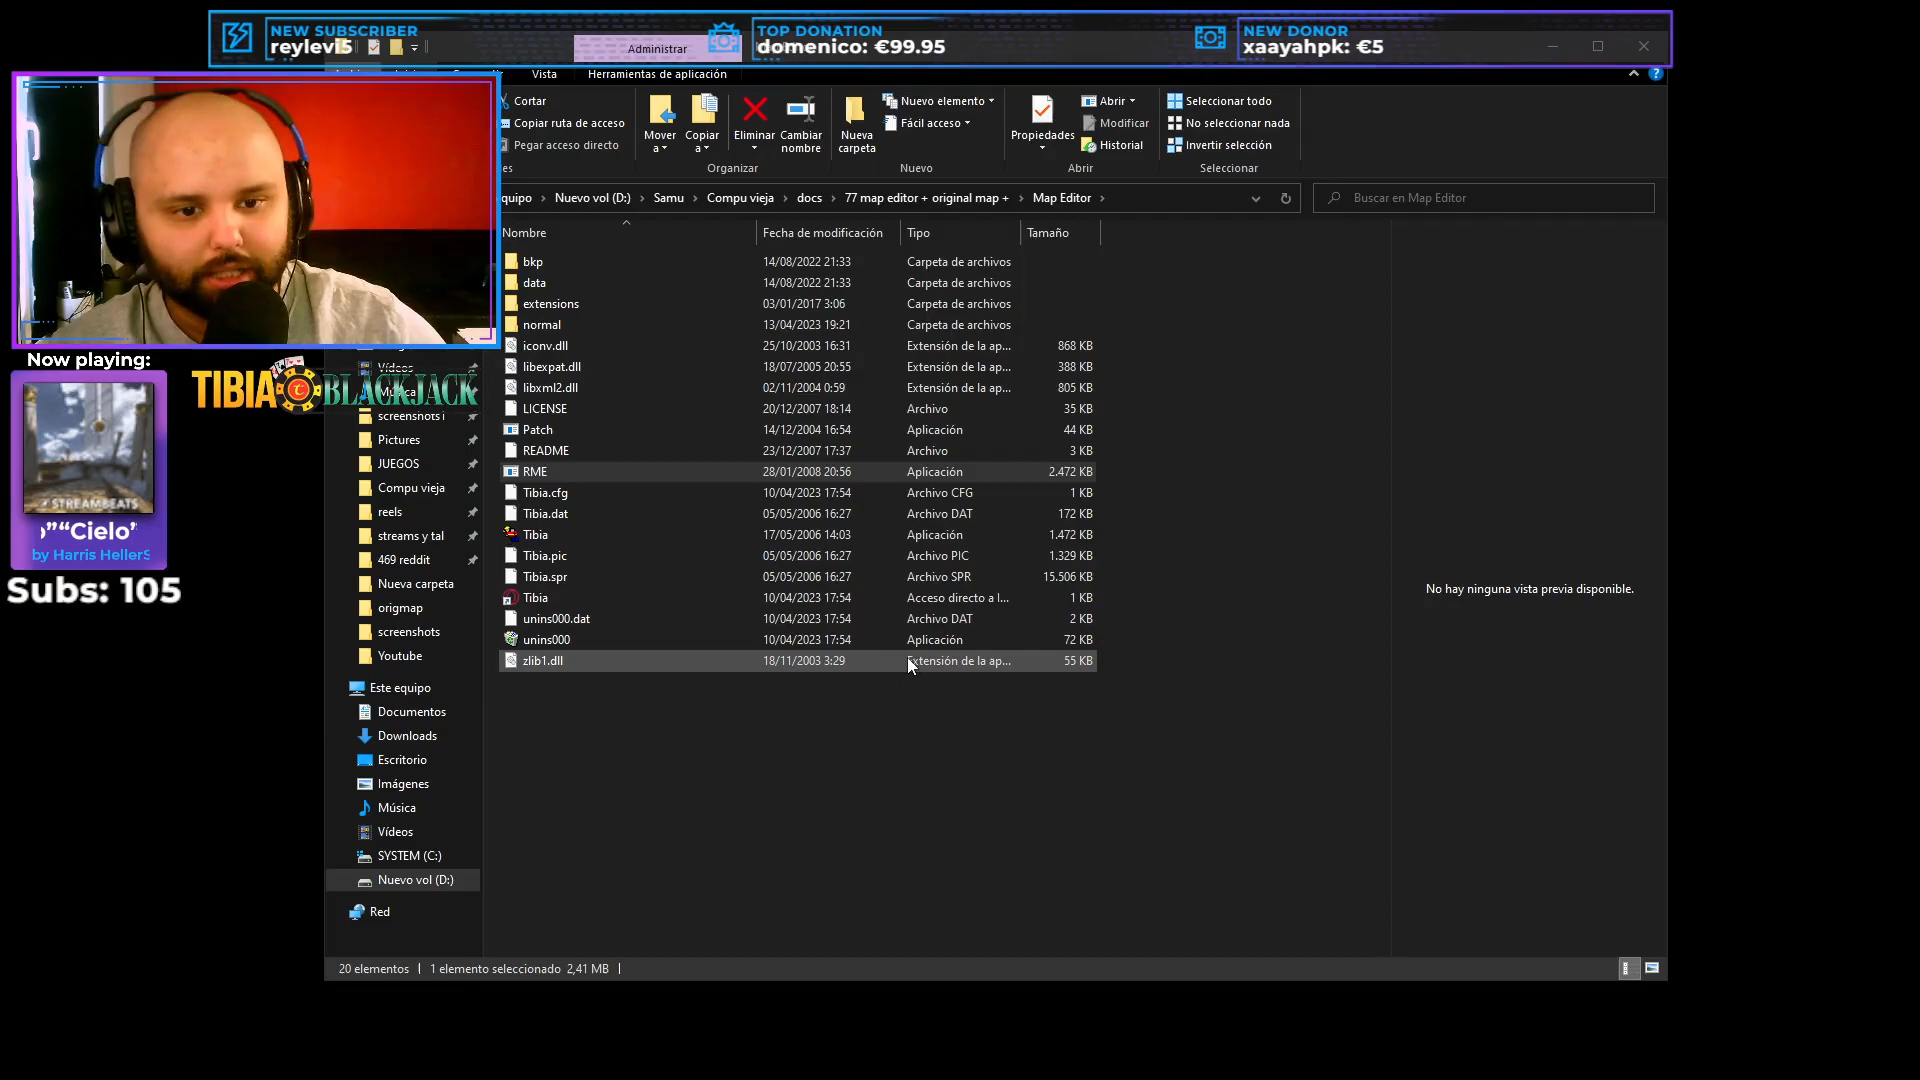 NEW SUBSCRIBER
reylevi5
TOP DONATION
domenico: €99.95
NEW DONOR
xaayahpk: €5
Administrar
Vista
Herramientas de aplicación
Cortar
Copiar ruta de acceso
Pegar acceso directo
Mover a
Copiar a
Eliminar
Cambiar nombre
Organizar
Nueva carpeta
Nuevo elemento
Fácil acceso
Nuevo
Propiedades
Abrir
Modificar
Historial
Abrir
Seleccionar todo
No seleccionar nada
Invertir selección
Seleccionar
quipo › Nuevo vol (D:) › Samu › Compu vieja › docs › 77 map editor + original map + › Map Editor ›
Buscar en Map Editor
Nombre Fecha de modificación Tipo Tamaño
bkp 14/08/2022 21:33 Carpeta de archivos
data 14/08/2022 21:33 Carpeta de archivos
extensions 03/01/2017 3:06 Carpeta de archivos
normal 13/04/2023 19:21 Carpeta de archivos
iconv.dll 25/10/2003 16:31 Extensión de la ap... 868 KB
libexpat.dll 18/07/2005 20:55 Extensión de la ap... 388 KB
libxml2.dll 02/11/2004 0:59 Extensión de la ap... 805 KB
LICENSE 20/12/2007 18:14 Archivo 35 KB
Patch 14/12/2004 16:54 Aplicación 44 KB
README 23/12/2007 17:37 Archivo 3 KB
RME 28/01/2008 20:56 Aplicación 2.472 KB
Tibia.cfg 10/04/2023 17:54 Archivo CFG 1 KB
Tibia.dat 05/05/2006 16:27 Archivo DAT 172 KB
Tibia 17/05/2006 14:03 Aplicación 1.472 KB
Tibia.pic 05/05/2006 16:27 Archivo PIC 1.329 KB
Tibia.spr 05/05/2006 16:27 Archivo SPR 15.506 KB
Tibia 10/04/2023 17:54 Acceso directo a l... 1 KB
unins000.dat 10/04/2023 17:54 Archivo DAT 2 KB
unins000 10/04/2023 17:54 Aplicación 72 KB
zlib1.dll 18/11/2003 3:29 Extensión de la ap... 55 KB
No hay ninguna vista previa disponible.
Now playing:
TIBIA BLACKJACK
STREAMBEATS
”“Cielo”
by Harris HellerS
Subs: 105
Vídeos
Música
screenshots i
Pictures
JUEGOS
Compu vieja
reels
streams y tal
469 reddit
Nueva carpeta
origmap
screenshots
Youtube
Este equipo
Documentos
Downloads
Escritorio
Imágenes
Música
Vídeos
SYSTEM (C:)
Nuevo vol (D:)
Red
20 elementos | 1 elemento seleccionado 2,41 MB |